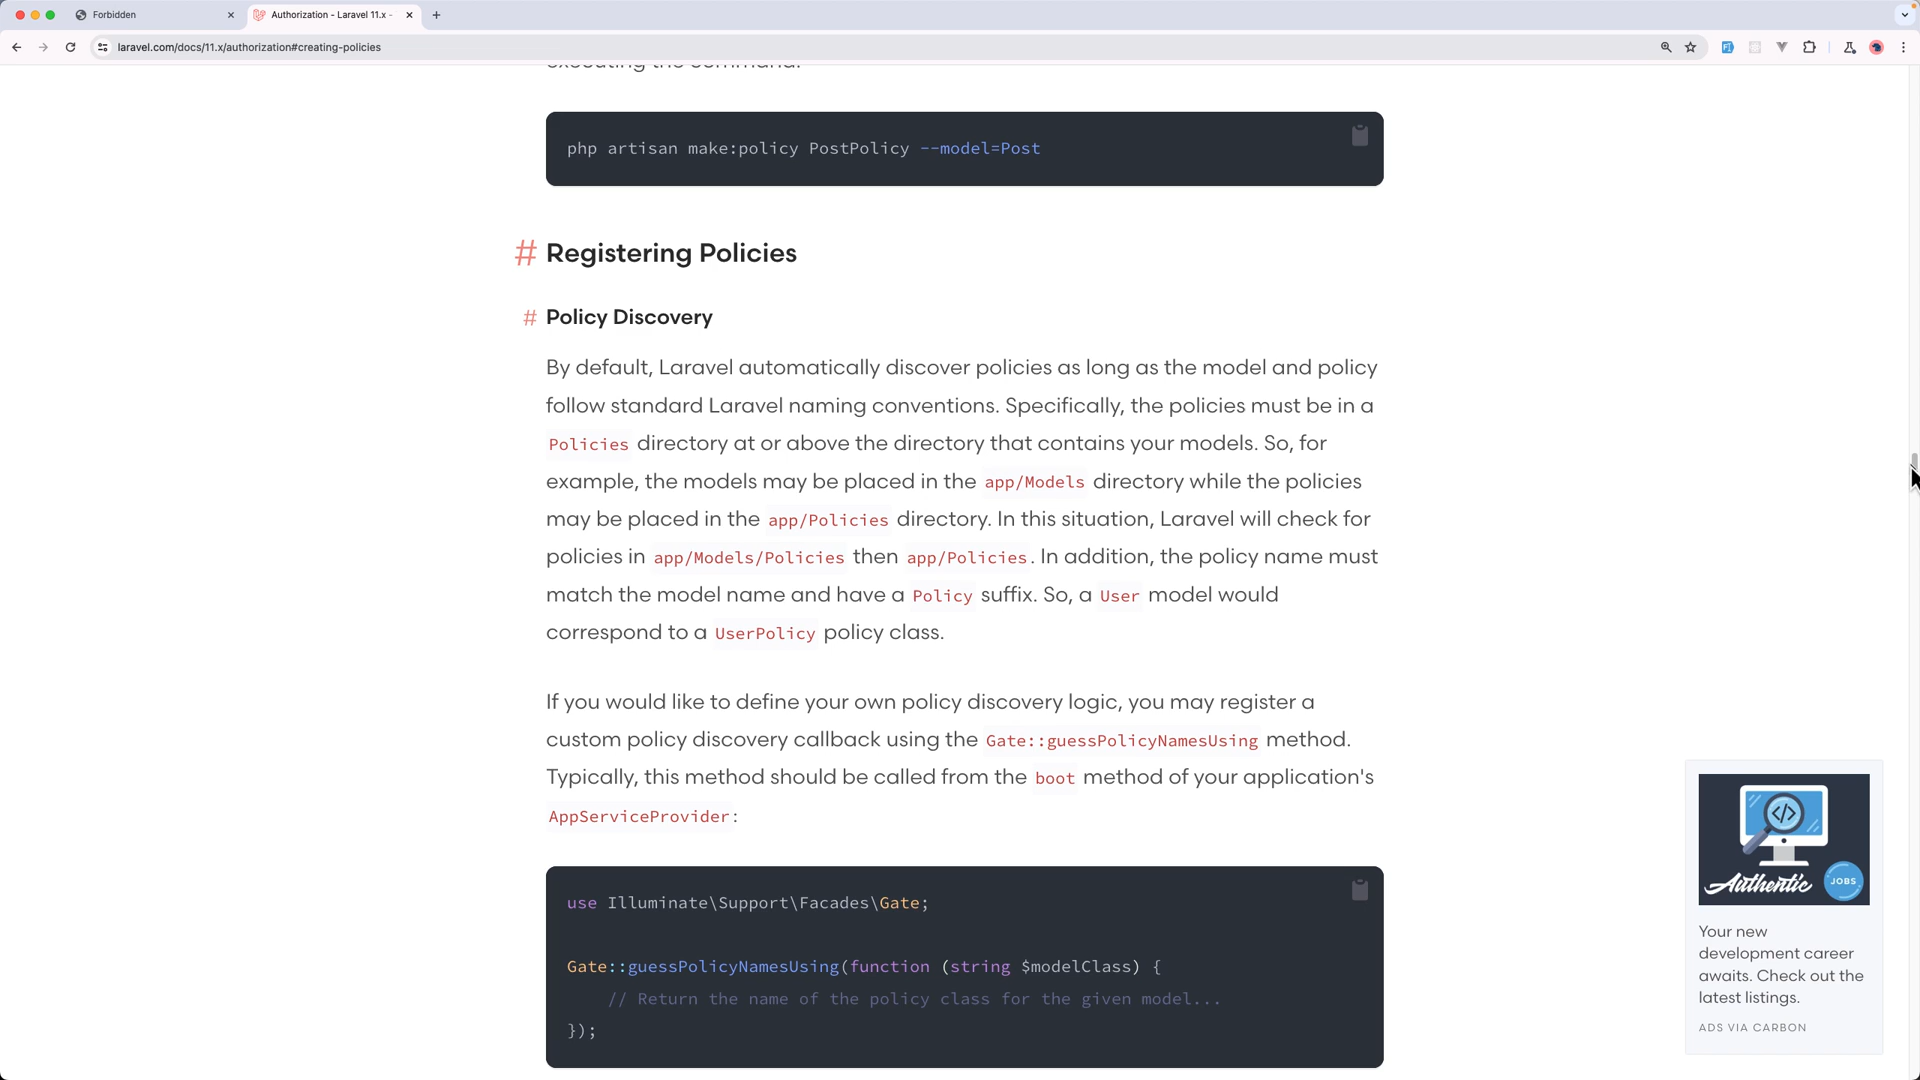 Forbidden
Authorization - Laravel 11.x -
laravel.com/docs/11.x/authorization#creating-policies
executing the command:
php artisan make:policy PostPolicy --model=Post
# Registering Policies
# Policy Discovery
By default, Laravel automatically discover policies as long as the model and policy
follow standard Laravel naming conventions. Specifically, the policies must be in a
Policies directory at or above the directory that contains your models. So, for
example, the models may be placed in the app/Models directory while the policies
may be placed in the app/Policies directory. In this situation, Laravel will check for
policies in app/Models/Policies then app/Policies. In addition, the policy name must
match the model name and have a Policy suffix. So, a User model would
correspond to a UserPolicy policy class.
If you would like to define your own policy discovery logic, you may register a
custom policy discovery callback using the Gate::guessPolicyNamesUsing method.
Typically, this method should be called from the boot method of your application's
AppServiceProvider:
use Illuminate\Support\Facades\Gate;
Gate::guessPolicyNamesUsing(function (string $modelClass) {
// Return the name of the policy class for the given model...
});
</>
Authentic JOBS
Your new
development career
awaits. Check out the
latest listings.
ADS VIA CARBON